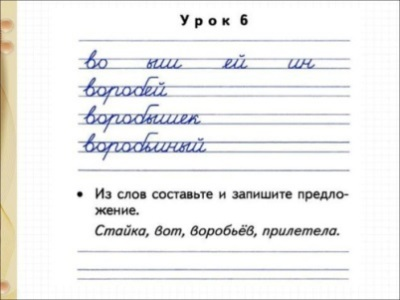 Урок 6
во ыш ей ин
воробей
воробышек
воробьиный
• Из слов составьте и запишите предло-
жение.
Стайка, вот, воробьёв, прилетела.